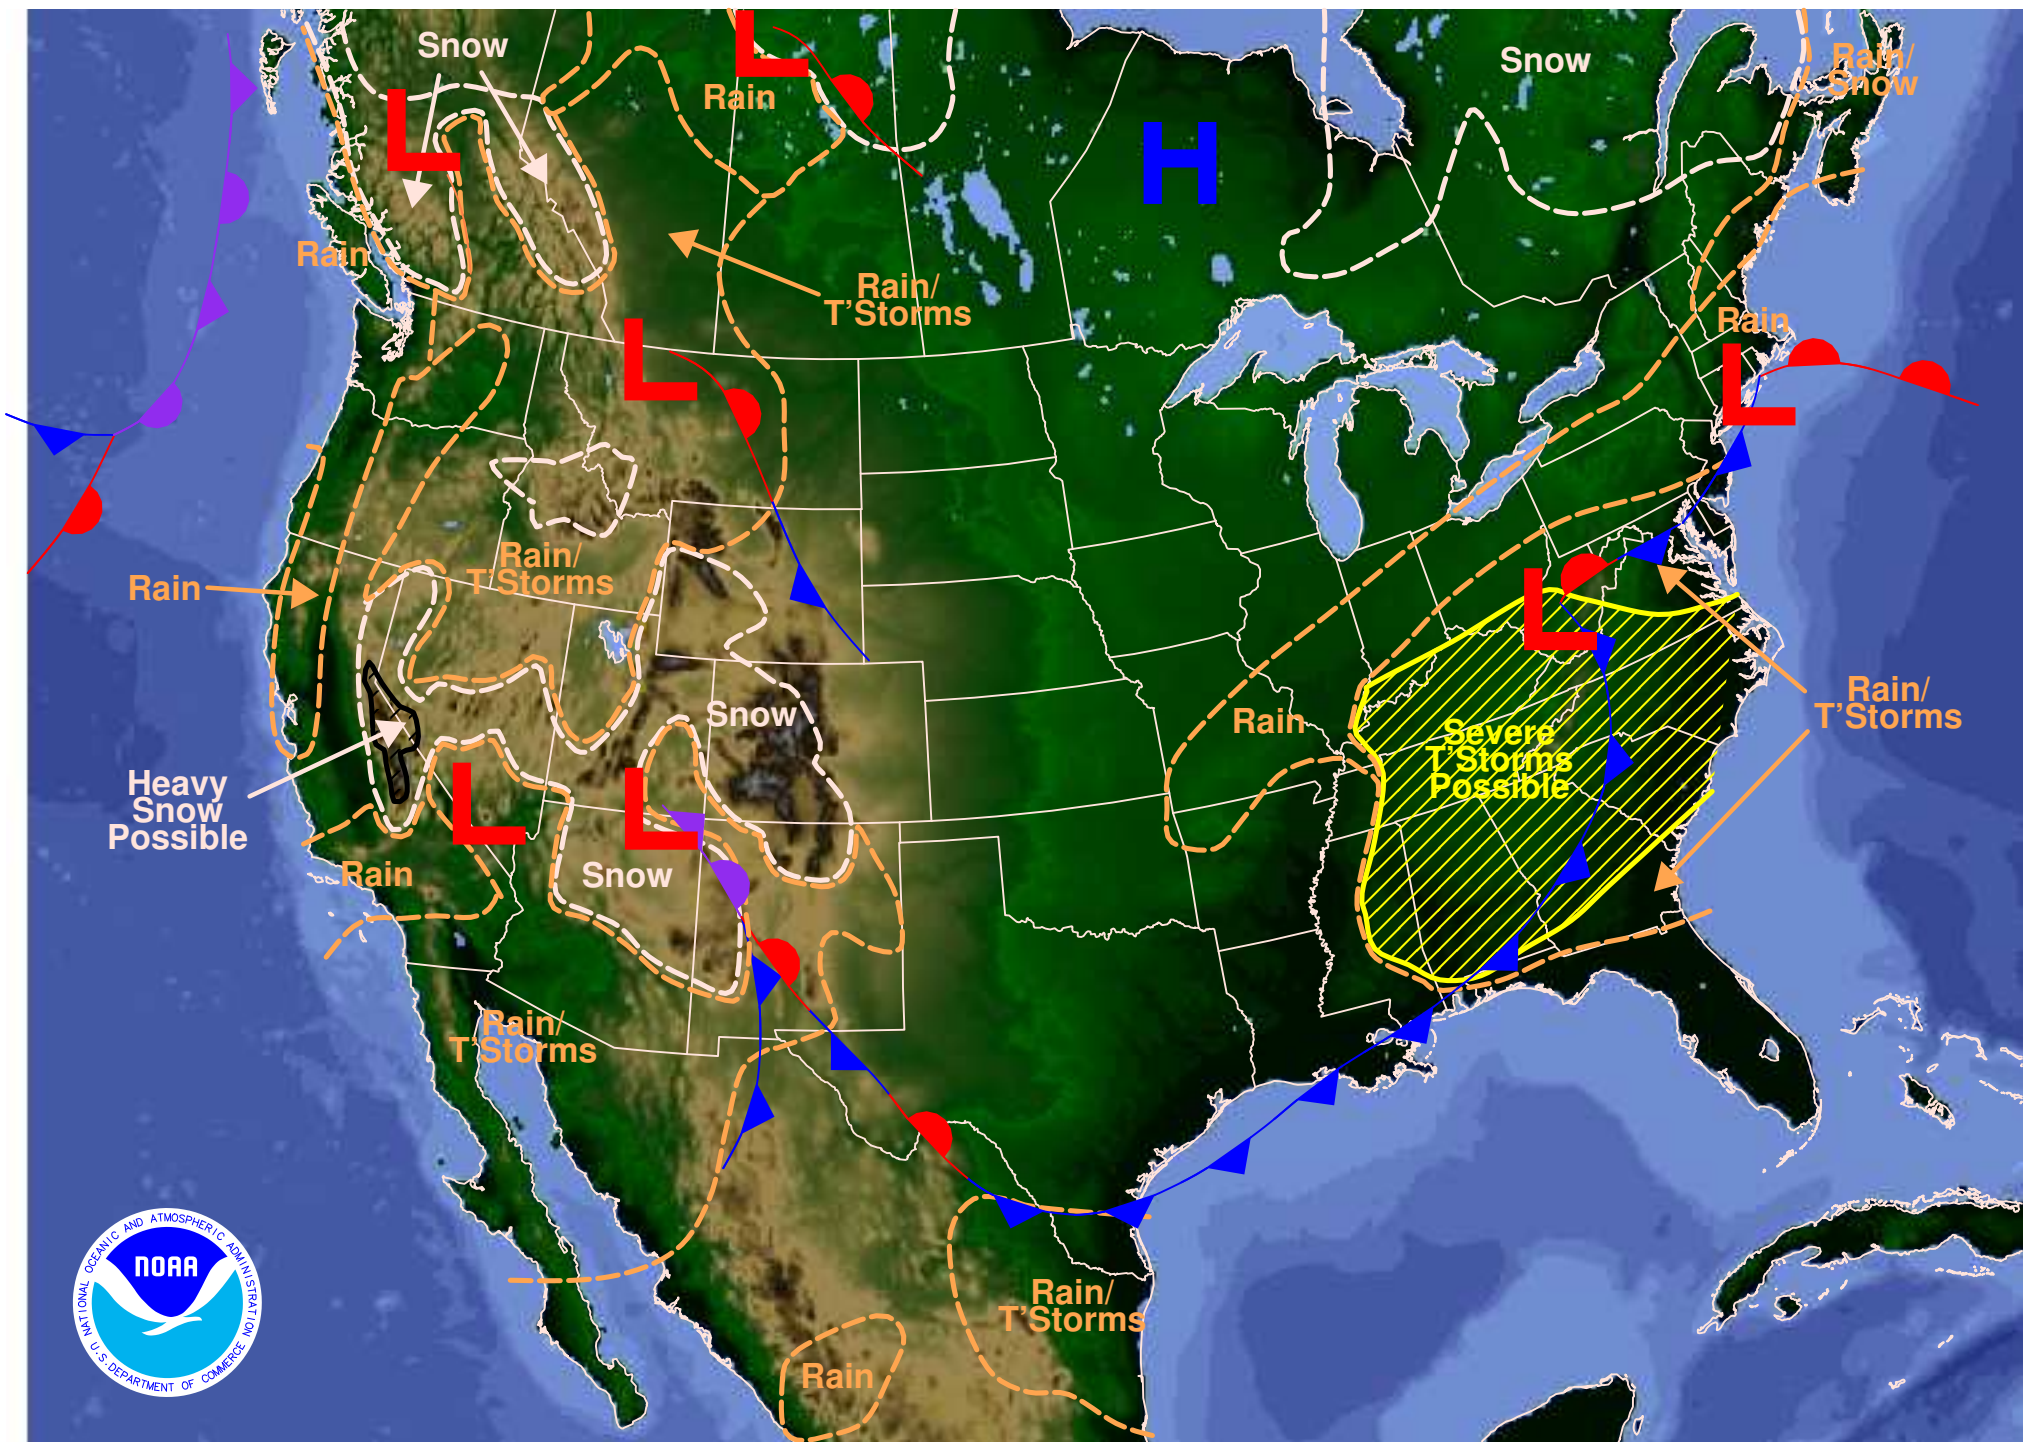 Snow
L
Rain
Snow
Rain/
Snow
L
H
Rain
Rain/
T'Storms
L
Rain
L
Rain/
T'Storms
Rain
L
Rain/
T'Storms
Snow
Rain
Severe
T'Storms
Possible
Heavy
Snow
Possible
L
L
Rain
Snow
Rain/
T'Storms
Rain/
T'Storms
Rain
NATIONAL OCEANIC AND ATMOSPHERIC ADMINISTRATION
NOAA
U.S. DEPARTMENT OF COMMERCE